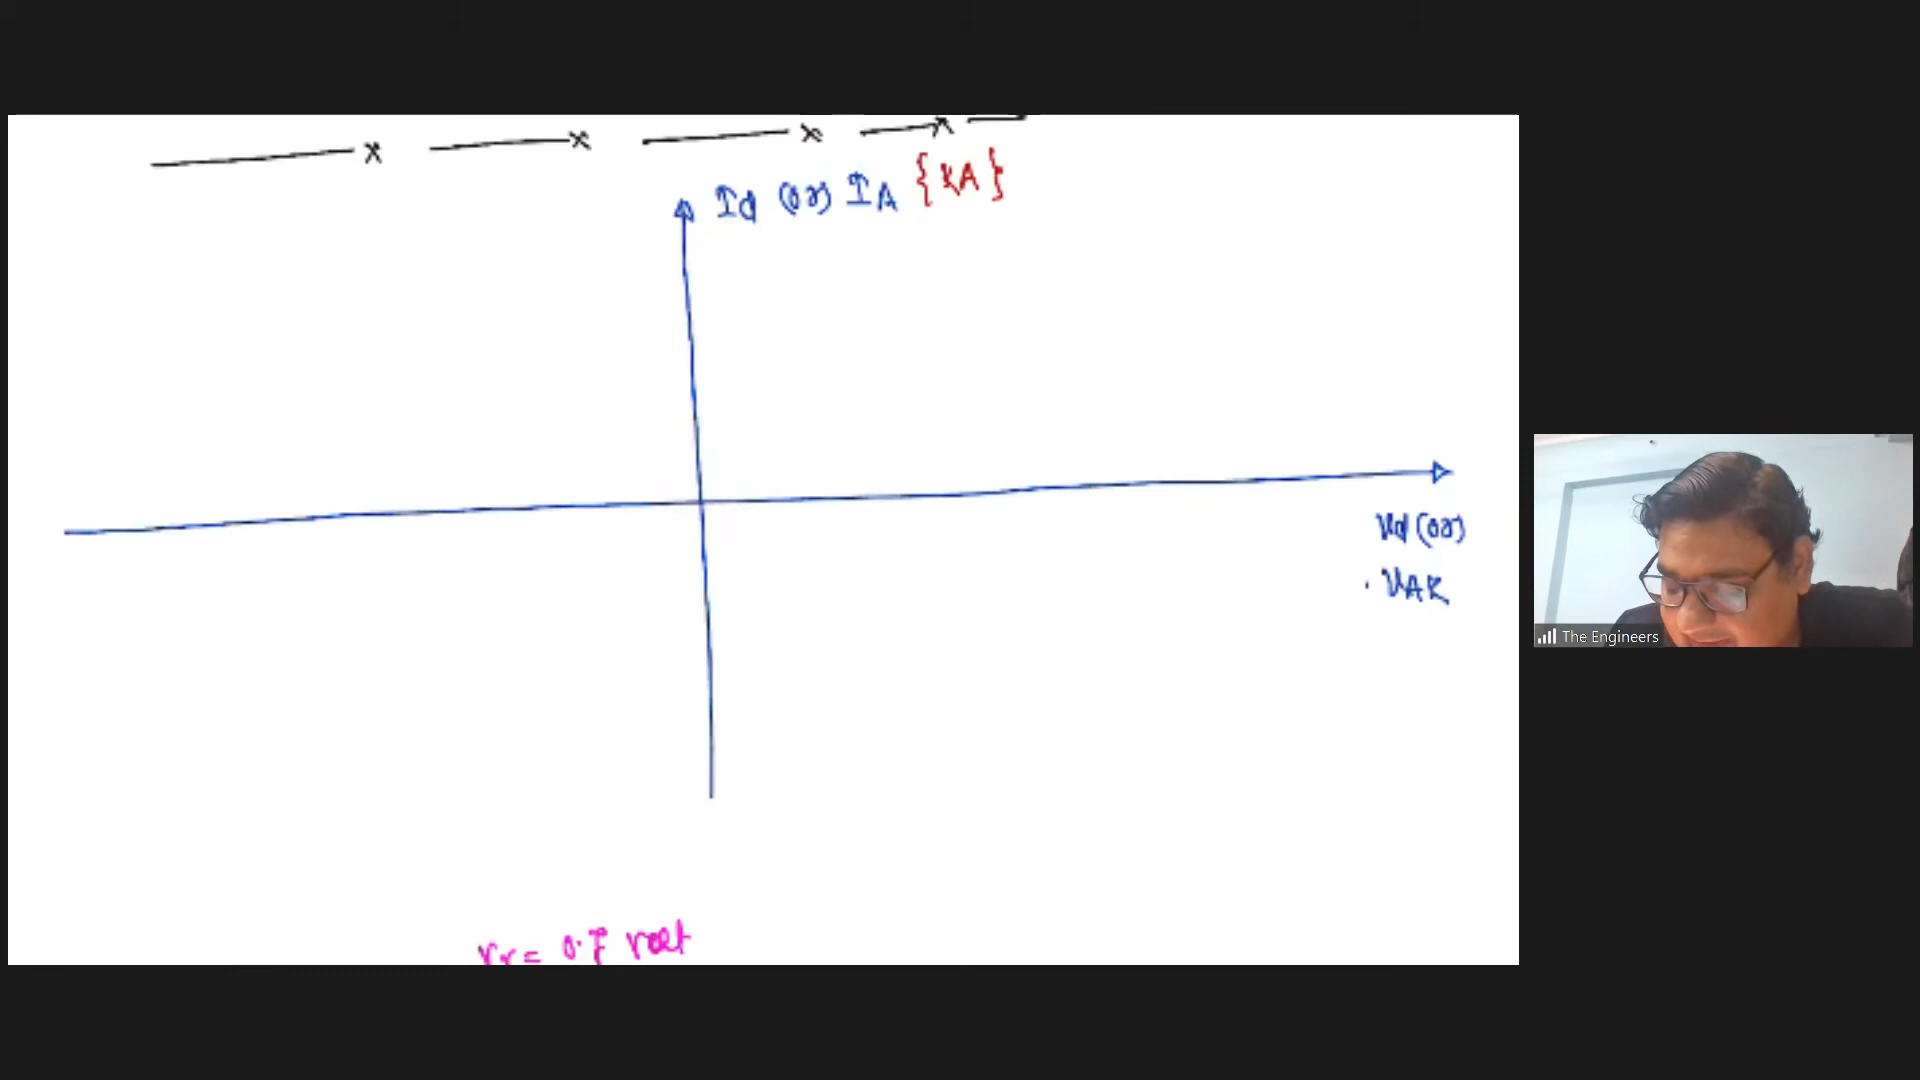 Id (or) IA {KA}
Vd (or)
VAK
Vr = 0.7 volt
The Engineers